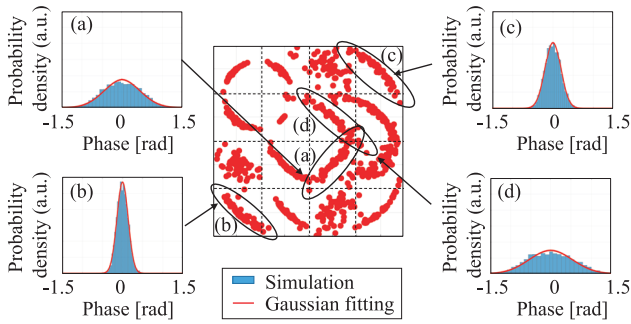 (a)
Probability
density (a.u.)
-1.5
0
1.5
Phase [rad]
(b)
Probability
density (a.u.)
-1.5
0
1.5
Phase [rad]
(c)
(d)
(a)
(b)
Simulation
Gaussian fitting
(c)
Probability
density (a.u.)
-1.5
0
1.5
Phase [rad]
(d)
Probability
density (a.u.)
-1.5
0
1.5
Phase [rad]